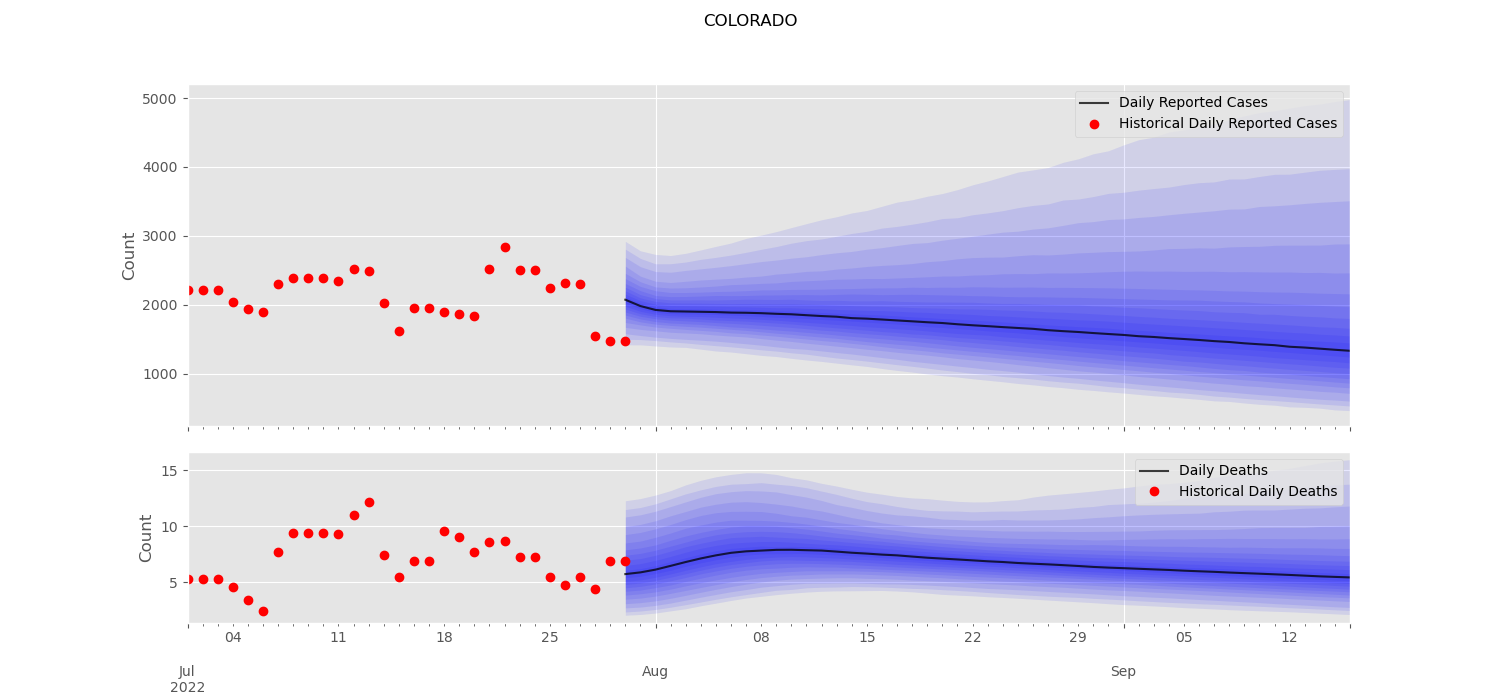 COLORADO
5000
4000
3000
2000
1000
Count
Daily Reported Cases
Historical Daily Reported Cases
15
10
5
Count
Daily Deaths
Historical Daily Deaths
04 11 18 25 08 15 22 29 05 12
Jul Aug Sep
2022